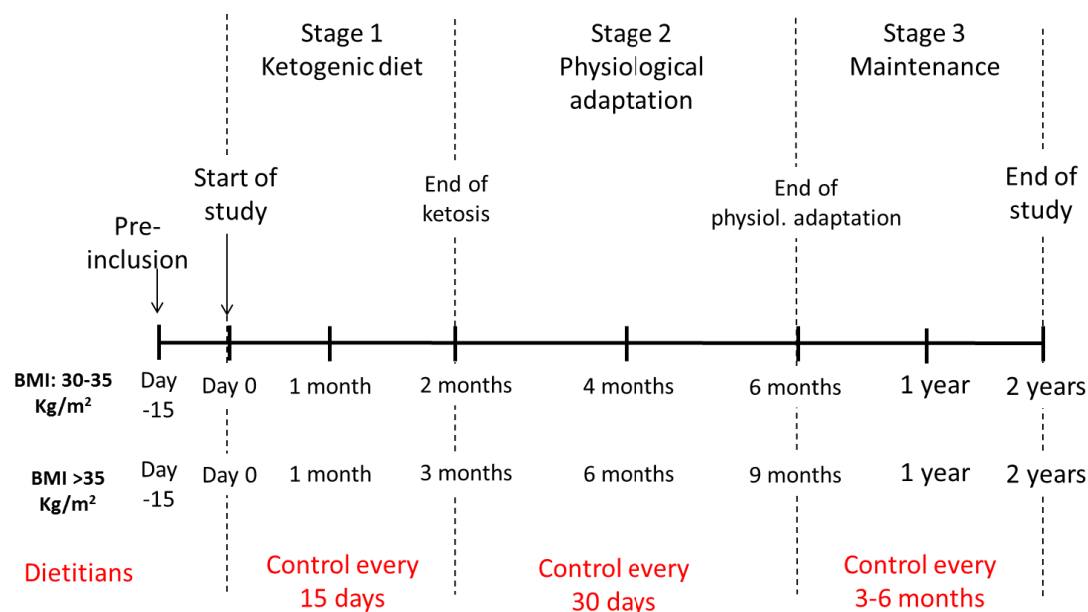 Stage 1
Ketogenic diet
Stage 2
Physiological
adaptation
Stage 3
Maintenance
Pre-
inclusion
Start of
study
End of
ketosis
End of
physiol. adaptation
End of
study
BMI: 30-35
Kg/m²
Day
-15
Day 0
1 month
2 months
4 months
6 months
1 year
2 years
BMI >35
Kg/m²
Day
-15
Day 0
1 month
3 months
6 months
9 months
1 year
2 years
Dietitians
Control every
15 days
Control every
30 days
Control every
3-6 months